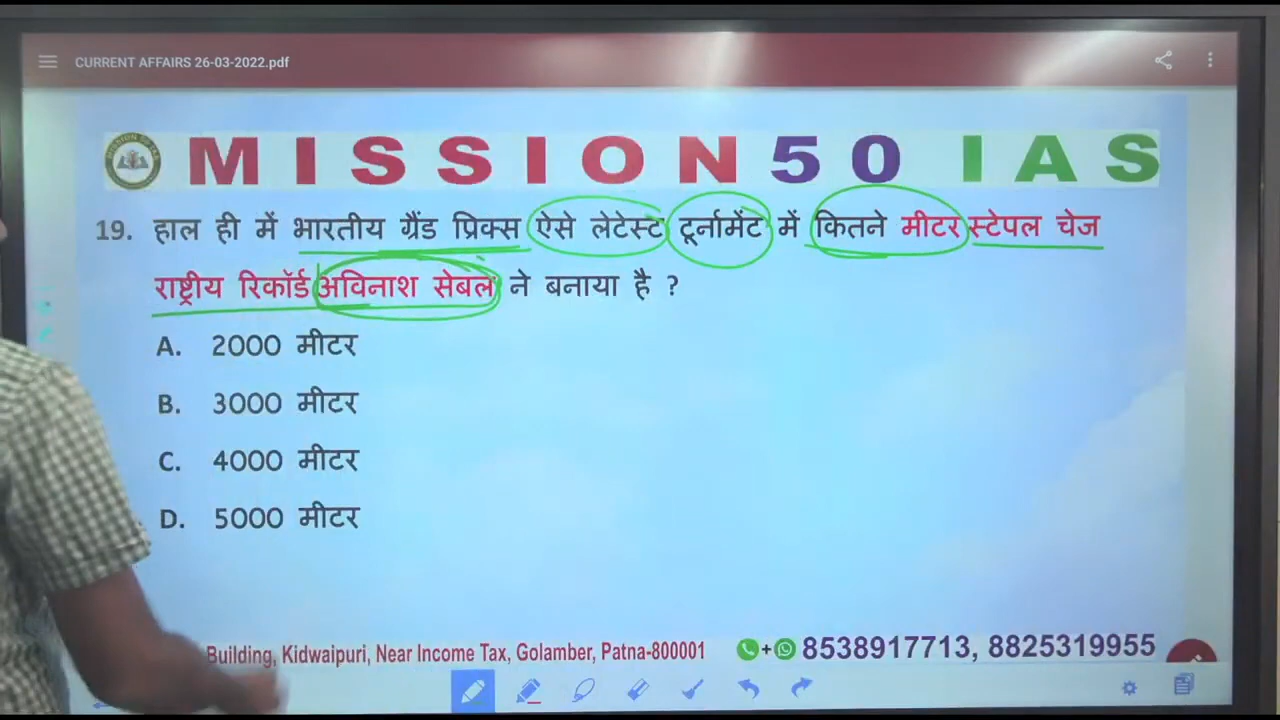 CURRENT AFFAIRS 26-03-2022.pdf
MISSION 50 IAS
19. हाल ही में भारतीय ग्रैंड प्रिक्स ऐसे लेटेस्ट टूर्नामेंट में कितने मीटर स्टेपल चेज
राष्ट्रीय रिकॉर्ड अविनाश सेबल ने बनाया है ?
A. 2000 मीटर
B. 3000 मीटर
C. 4000 मीटर
D. 5000 मीटर
Building, Kidwaipuri, Near Income Tax, Golamber, Patna-800001
+ 8538917713, 8825319955